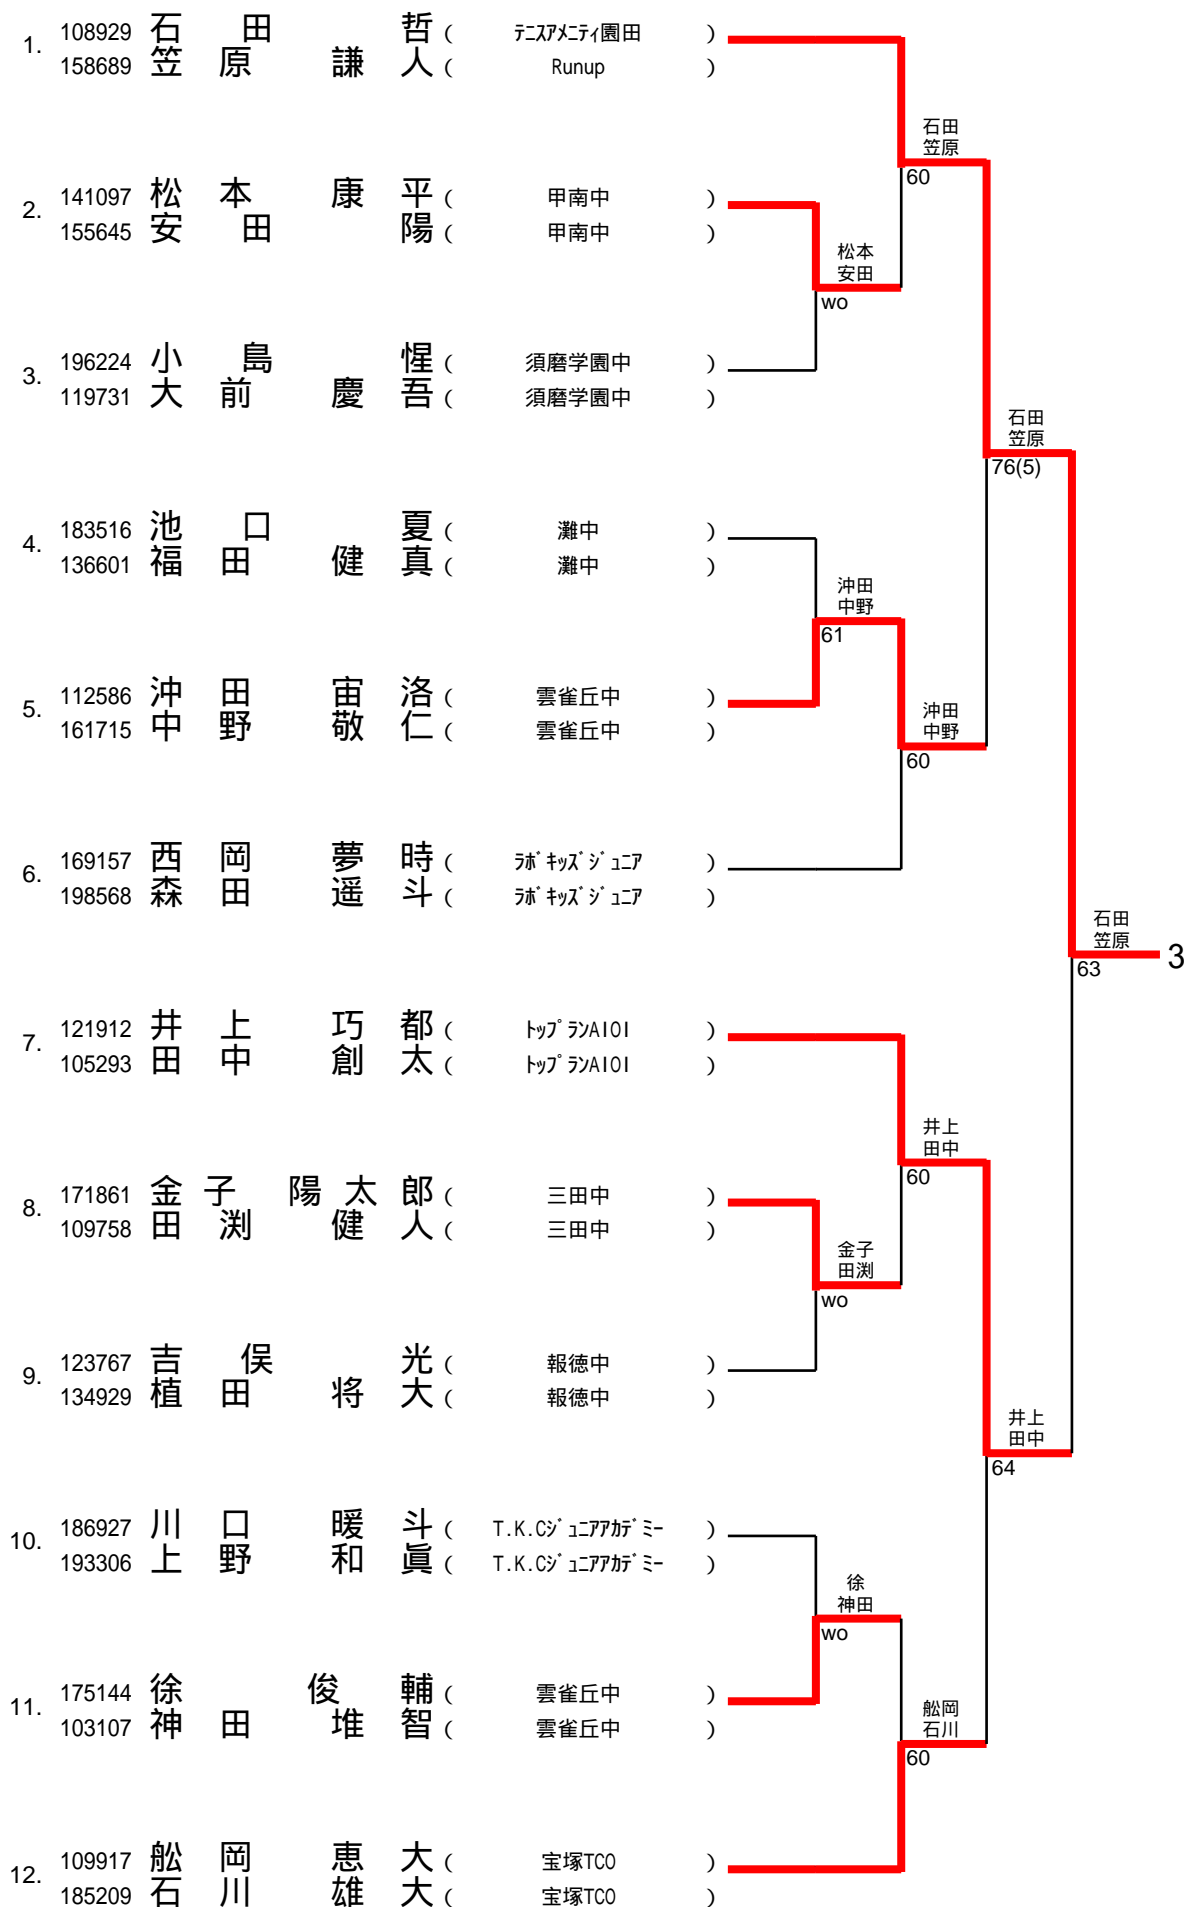 1. 108929 石田 哲 ( テニスアメニティ園田 )
158689 笠原 謙人 ( Runup )
石田
笠原
60
2. 141097 松本 康平 ( 甲南中 )
155645 安田 陽 ( 甲南中 )
松本
安田
wo
3. 196224 小島 惺 ( 須磨学園中 )
119731 大前 慶吾 ( 須磨学園中 )
石田
笠原
76(5)
4. 183516 池口 夏 ( 灘中 )
136601 福田 健真 ( 灘中 )
沖田
中野
61
5. 112586 沖田 宙洛 ( 雲雀丘中 )
161715 中野 敬仁 ( 雲雀丘中 )
沖田
中野
60
6. 169157 西岡 夢時 ( ラボキッズジュニア )
198568 森田 遥斗 ( ラボキッズジュニア )
石田
笠原
63
3
7. 121912 井上 巧都 ( トップランAIOI )
105293 田中 創太 ( トップランAIOI )
井上
田中
60
8. 171861 金子 陽太郎 ( 三田中 )
109758 田渕 健人 ( 三田中 )
金子
田渕
wo
9. 123767 吉俣 光 ( 報徳中 )
134929 植田 将大 ( 報徳中 )
井上
田中
64
10. 186927 川口 暖斗 ( T.K.Cジュニアアカデミー )
193306 上野 和眞 ( T.K.Cジュニアアカデミー )
徐
神田
wo
11. 175144 徐 俊輔 ( 雲雀丘中 )
103107 神田 堆智 ( 雲雀丘中 )
舩岡
石川
60
12. 109917 舩岡 恵大 ( 宝塚TCO )
185209 石川 雄大 ( 宝塚TCO )